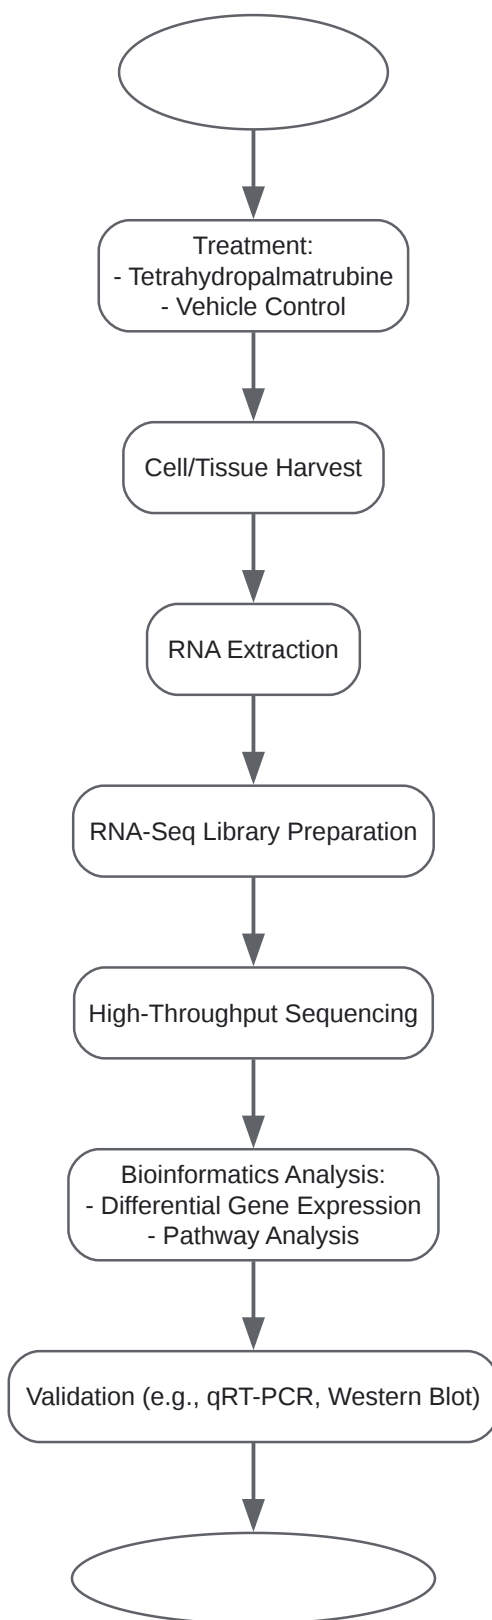 Treatment:
- Tetrahydropalmatrubine
- Vehicle Control
Cell/Tissue Harvest
RNA Extraction
RNA-Seq Library Preparation
High-Throughput Sequencing
Bioinformatics Analysis:
- Differential Gene Expression
- Pathway Analysis
Validation (e.g., qRT-PCR, Western Blot)